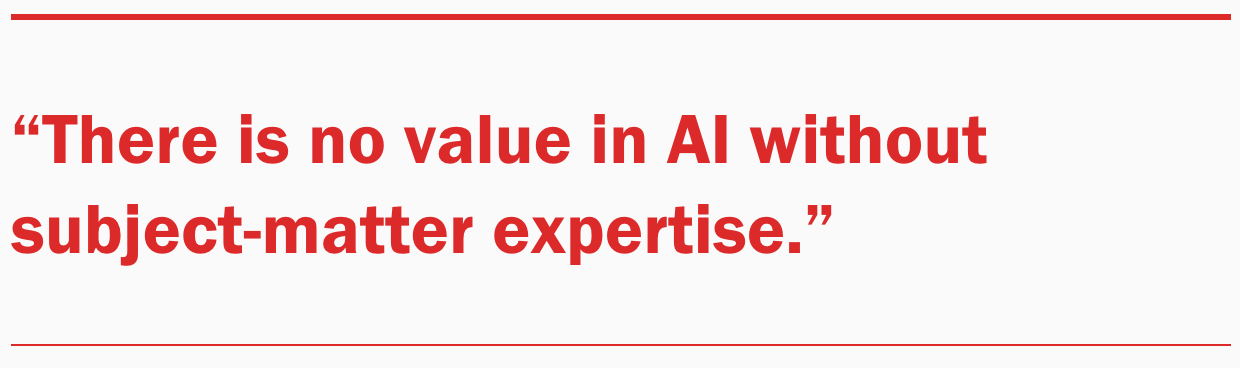 “There is no value in AI without
subject-matter expertise.”